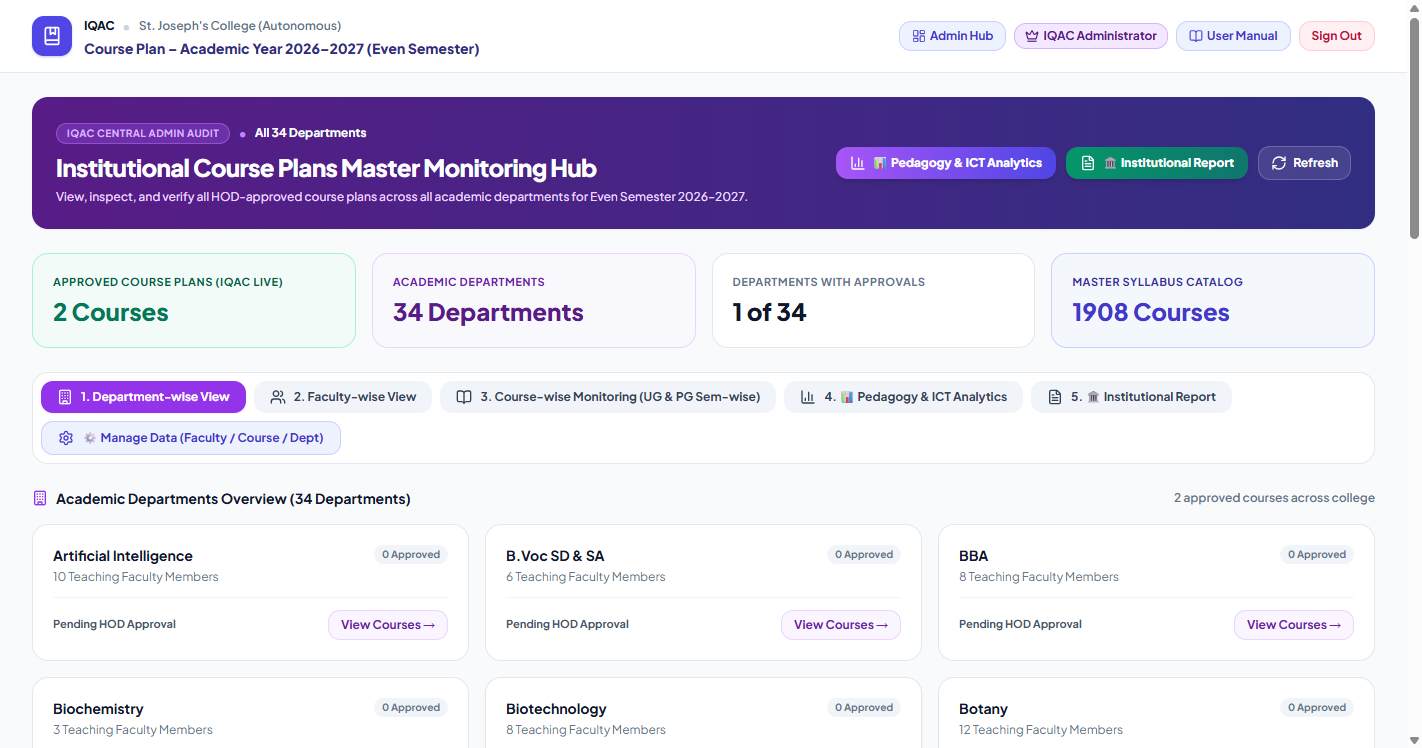 IQAC • St. Joseph's College (Autonomous)
Course Plan – Academic Year 2026–2027 (Even Semester)
Admin Hub
IQAC Administrator
User Manual
Sign Out
IQAC CENTRAL ADMIN AUDIT • All 34 Departments
Institutional Course Plans Master Monitoring Hub
View, inspect, and verify all HOD-approved course plans across all academic departments for Even Semester 2026–2027.
📊 Pedagogy & ICT Analytics
🏛️ Institutional Report
Refresh
APPROVED COURSE PLANS (IQAC LIVE)
2 Courses
ACADEMIC DEPARTMENTS
34 Departments
DEPARTMENTS WITH APPROVALS
1 of 34
MASTER SYLLABUS CATALOG
1908 Courses
1. Department-wise View
2. Faculty-wise View
3. Course-wise Monitoring (UG & PG Sem-wise)
4. 📊 Pedagogy & ICT Analytics
5. 🏛️ Institutional Report
⚙️ Manage Data (Faculty / Course / Dept)
Academic Departments Overview (34 Departments)
2 approved courses across college
Artificial Intelligence
0 Approved
10 Teaching Faculty Members
Pending HOD Approval
View Courses →
B.Voc SD & SA
0 Approved
6 Teaching Faculty Members
Pending HOD Approval
View Courses →
BBA
0 Approved
8 Teaching Faculty Members
Pending HOD Approval
View Courses →
Biochemistry
0 Approved
3 Teaching Faculty Members
Biotechnology
0 Approved
8 Teaching Faculty Members
Botany
0 Approved
12 Teaching Faculty Members